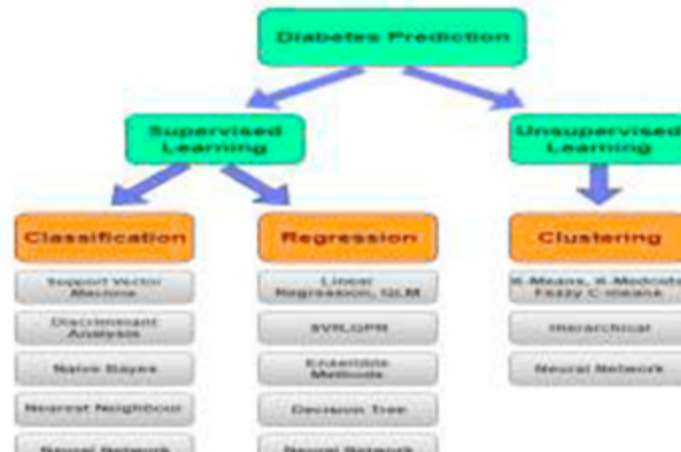 Diabetes Prediction
Supervised
Learning
Unsupervised
Learning
Classification
Regression
Clustering
Support Vector
Machine
Linear
Regression, GLM
K-Means, K-Medoids
Fuzzy C-means
Discriminant
Analysis
SVR,GPR
Hierarchical
Naive Bayes
Ensemble
Methods
Neural Network
Nearest Neighbour
Decision Tree
Neural Network
Neural Network